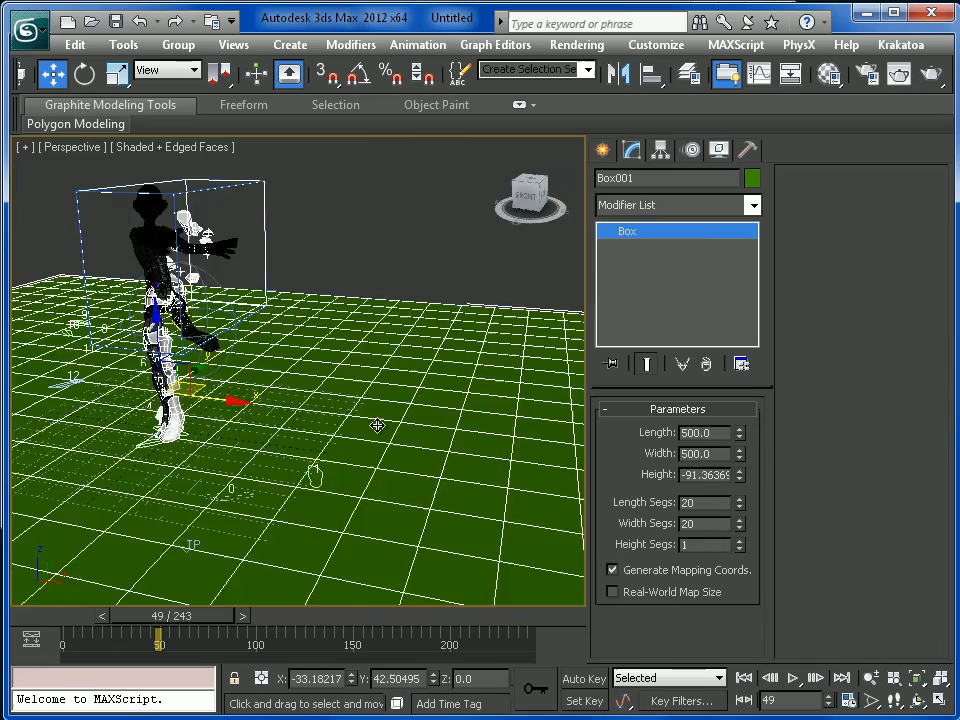 Autodesk 3ds Max 2012 x64 Untitled
Type a keyword or phrase
Edit Tools Group Views Create Modifiers Animation Graph Editors Rendering Customize MAXScript PhysX Help Krakatoa
View
3
%
ABC
Create Selection Se
Graphite Modeling Tools Freeform Selection Object Paint
Polygon Modeling
[ + ] [ Perspective ] [ Shaded + Edged Faces ]
FRONT
Box001
Modifier List
Box
Parameters
Length: 500.0
Width: 500.0
Height: -91.36369
Length Segs: 20
Width Segs: 20
Height Segs: 1
Generate Mapping Coords.
Real-World Map Size
12
0
z
x
< 49 / 243 >
0 50 100 150 200
X: -33.18217 Y: 42.50495 Z: 0.0
Auto Key Selected
Welcome to MAXScript.
Click and drag to select and mov
Add Time Tag
Set Key Key Filters...
49